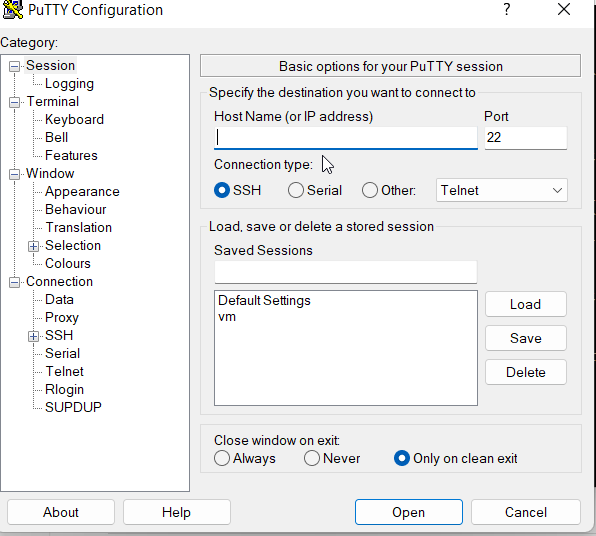 PuTTY Configuration
?
Category:
Session
Logging
Terminal
Keyboard
Bell
Features
Window
Appearance
Behaviour
Translation
Selection
Colours
Connection
Data
Proxy
SSH
Serial
Telnet
Rlogin
SUPDUP
Basic options for your PuTTY session
Specify the destination you want to connect to
Host Name (or IP address) Port
22
Connection type:
SSH Serial Other: Telnet
Load, save or delete a stored session
Saved Sessions
Default Settings
vm
Load
Save
Delete
Close window on exit:
Always Never Only on clean exit
About Help Open Cancel